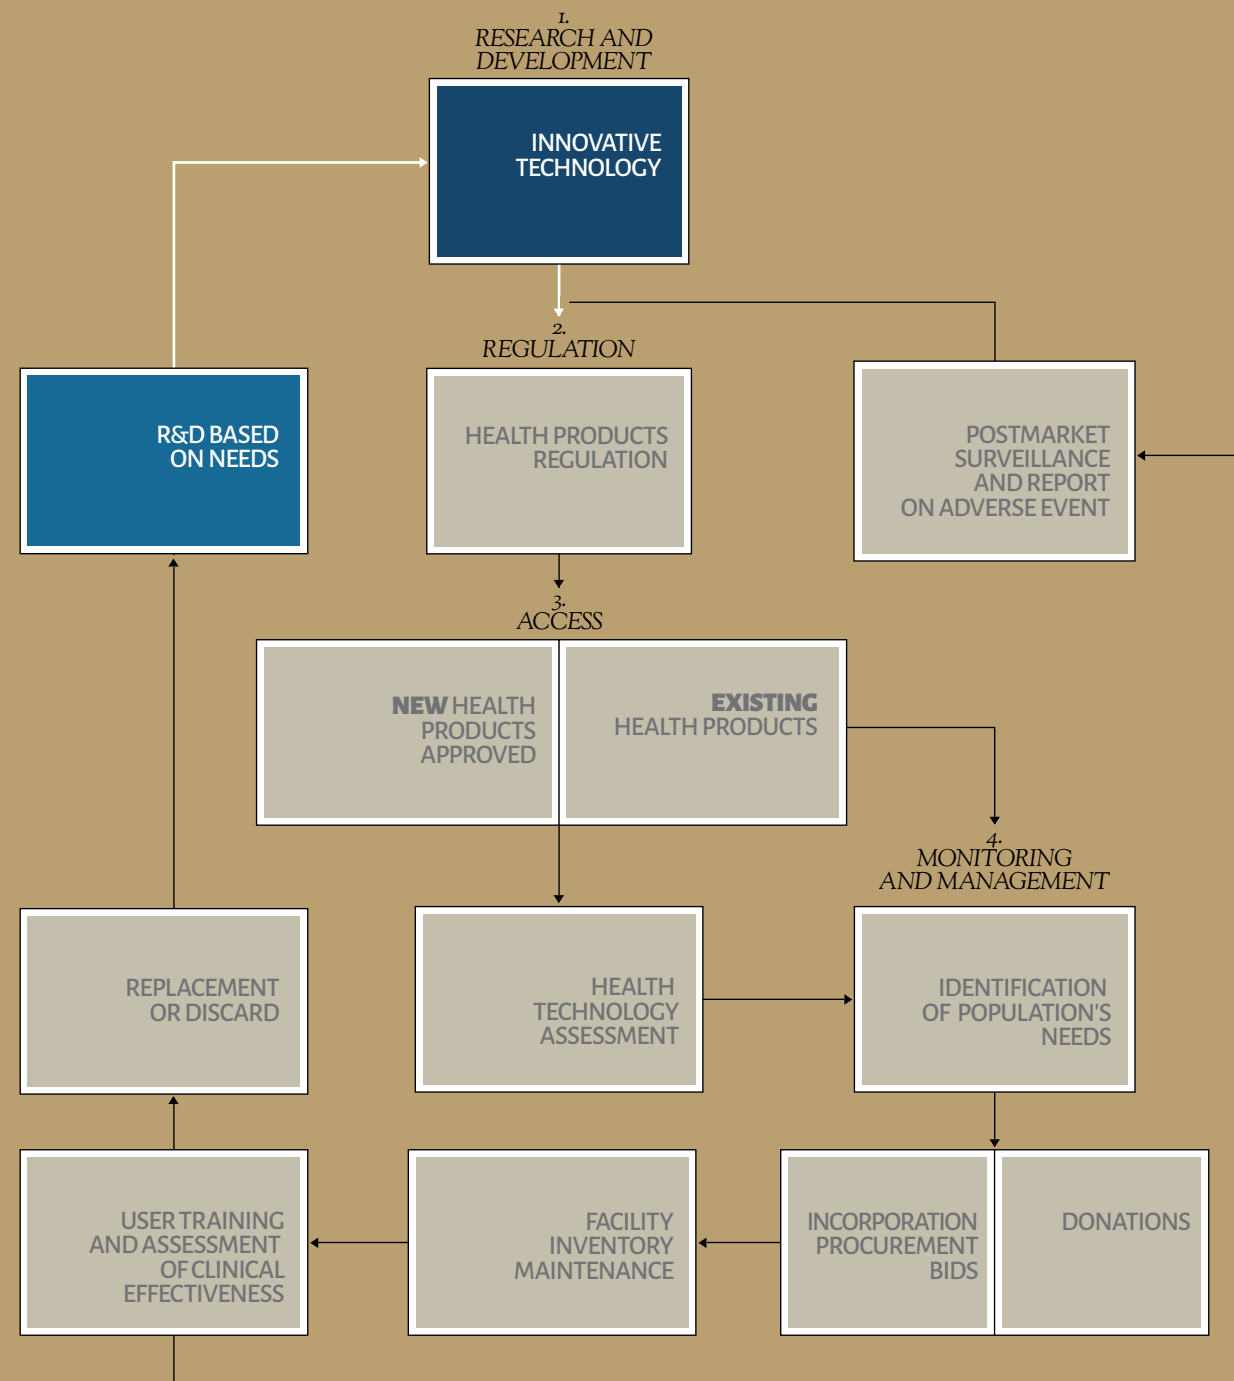 1.
RESEARCH AND
DEVELOPMENT
INNOVATIVE
TECHNOLOGY
2.
REGULATION
R&D BASED
ON NEEDS
HEALTH PRODUCTS
REGULATION
POSTMARKET
SURVEILLANCE
AND REPORT
ON ADVERSE EVENT
3.
ACCESS
NEW HEALTH
PRODUCTS
APPROVED
EXISTING
HEALTH PRODUCTS
4.
MONITORING
AND MANAGEMENT
REPLACEMENT
OR DISCARD
HEALTH
TECHNOLOGY
ASSESSMENT
IDENTIFICATION
OF POPULATION'S
NEEDS
USER TRAINING
AND ASSESSMENT
OF CLINICAL
EFFECTIVENESS
FACILITY
INVENTORY
MAINTENANCE
INCORPORATION
PROCUREMENT
BIDS
DONATIONS